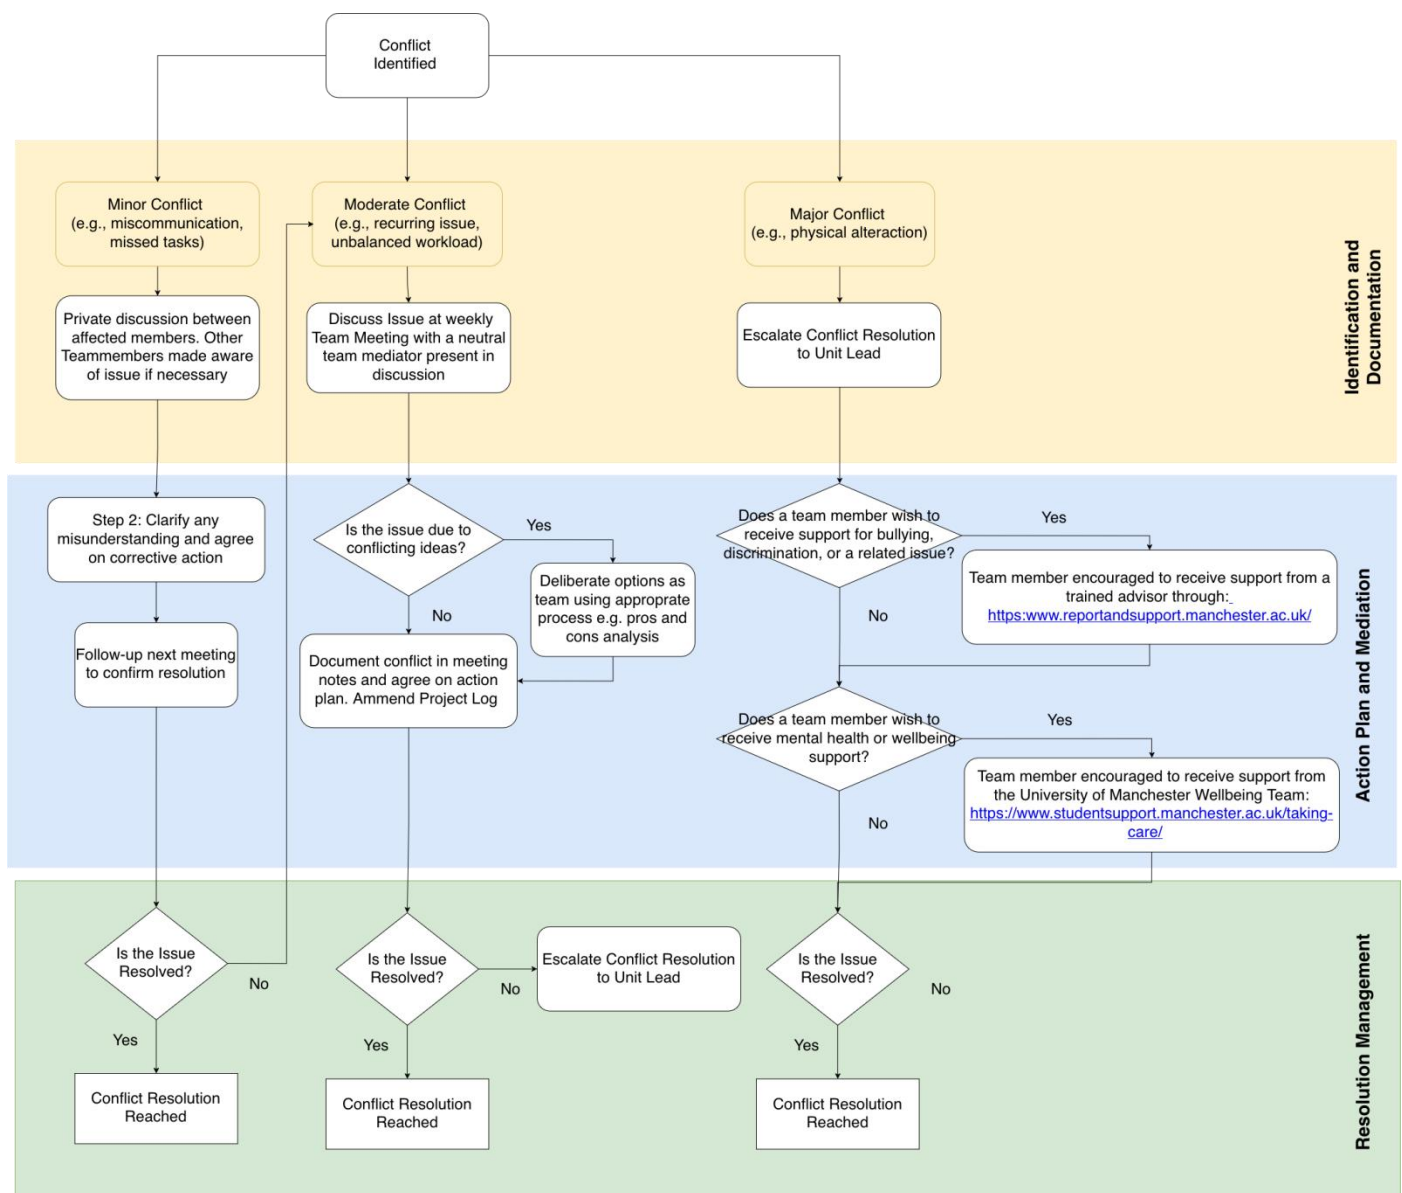 Conflict
Identified
Minor Conflict
(e.g., miscommunication,
missed tasks)
Moderate Conflict
(e.g., recurring issue,
unbalanced workload)
Major Conflict
(e.g., physical alteraction)
Identification and
Documentation
Private discussion between
affected members. Other
Teammembers made aware
of issue if necessary
Discuss Issue at weekly
Team Meeting with a neutral
team mediator present in
discussion
Escalate Conflict Resolution
to Unit Lead
Step 2: Clarify any
misunderstanding and agree
on corrective action
Follow-up next meeting
to confirm resolution
Is the issue due to
conflicting ideas?
Yes
No
Deliberate options as
team using approprate
process e.g. pros and
cons analysis
Document conflict in meeting
notes and agree on action
plan. Ammend Project Log
Does a team member wish to
receive support for bullying,
discrimination, or a related issue?
Yes
No
Team member encouraged to receive support from a
trained advisor through:
https:www.reportandsupport.manchester.ac.uk/
Does a team member wish to
receive mental health or wellbeing
support?
Yes
No
Team member encouraged to receive support from
the University of Manchester Wellbeing Team:
https://www.studentsupport.manchester.ac.uk/taking-
care/
Action Plan and Mediation
Is the Issue
Resolved?
No
Yes
Conflict Resolution
Reached
Is the Issue
Resolved?
No
Yes
Escalate Conflict Resolution
to Unit Lead
Conflict Resolution
Reached
Is the Issue
Resolved?
No
Yes
Conflict Resolution
Reached
Resolution Management